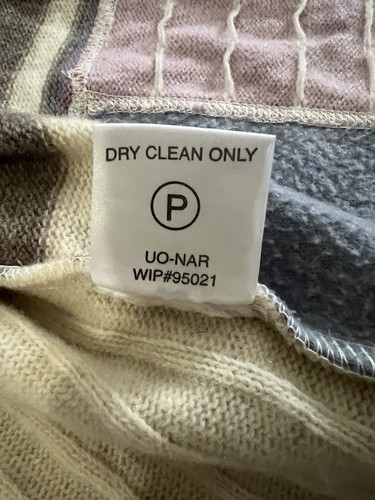 DRY CLEAN ONLY
P
UO-NAR
WIP#95021